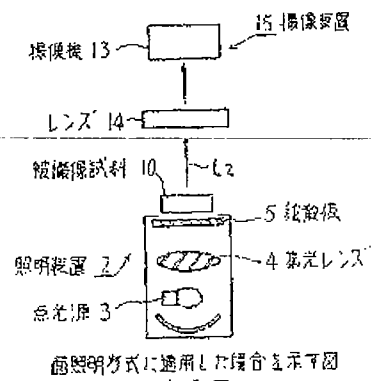 15 撮像装置
撮像機 13
レンズ 14
被撮像試料 10
L2
5 拡散板
照明装置 2
4 集光レンズ
点光源 3
面照明方式に適用した場合を示す図